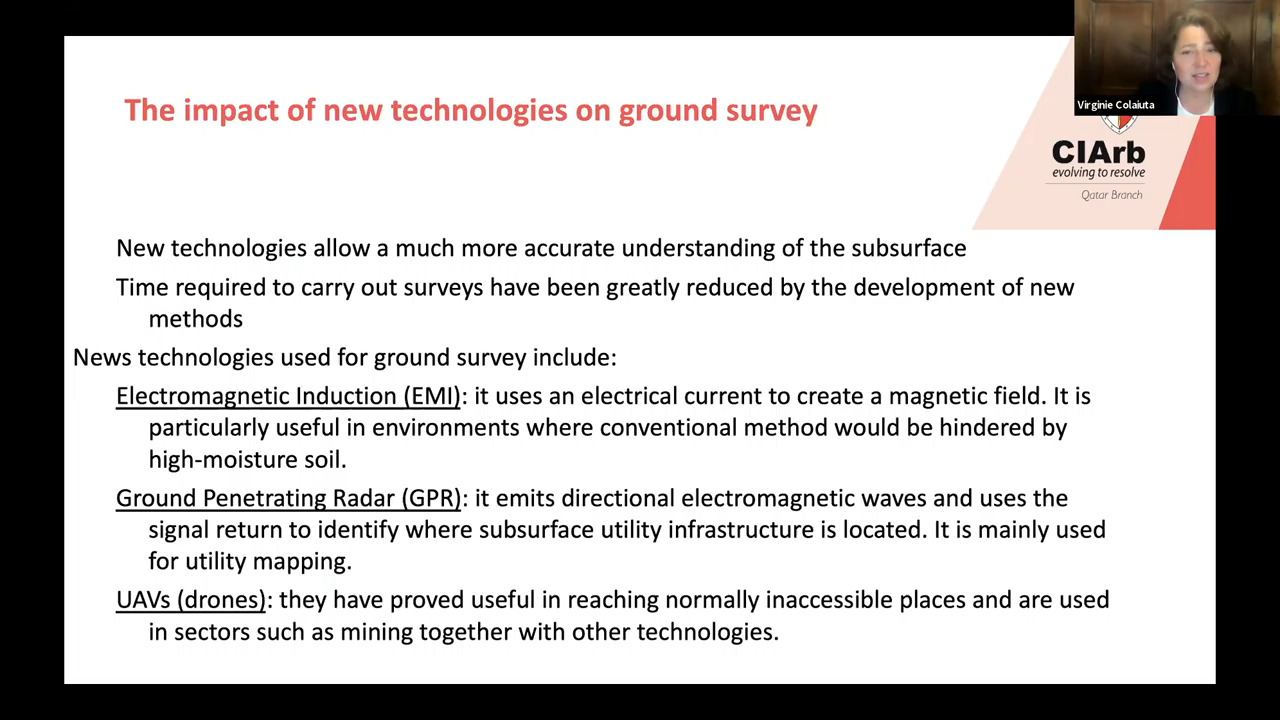 Virginie Colaiuta
The impact of new technologies on ground survey
CIArb
evolving to resolve
Qatar Branch
New technologies allow a much more accurate understanding of the subsurface
Time required to carry out surveys have been greatly reduced by the development of new
methods
News technologies used for ground survey include:
Electromagnetic Induction (EMI): it uses an electrical current to create a magnetic field. It is
particularly useful in environments where conventional method would be hindered by
high-moisture soil.
Ground Penetrating Radar (GPR): it emits directional electromagnetic waves and uses the
signal return to identify where subsurface utility infrastructure is located. It is mainly used
for utility mapping.
UAVs (drones): they have proved useful in reaching normally inaccessible places and are used
in sectors such as mining together with other technologies.